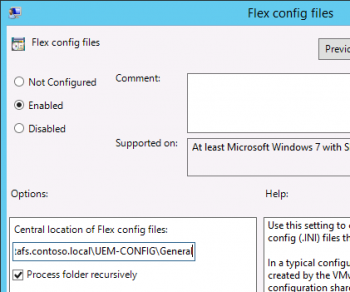 Flex config files
Flex config files
Previo
Not Configured
Comment:
Enabled
Disabled
Supported on:
At least Microsoft Windows 7 with S
Options:
Help:
Central location of Flex config files:
:afs.contoso.local\UEM-CONFIG\General
Process folder recursively
Use this setting to c
config (.INI) files th
In a typical configu
created by the VMu
configuration share